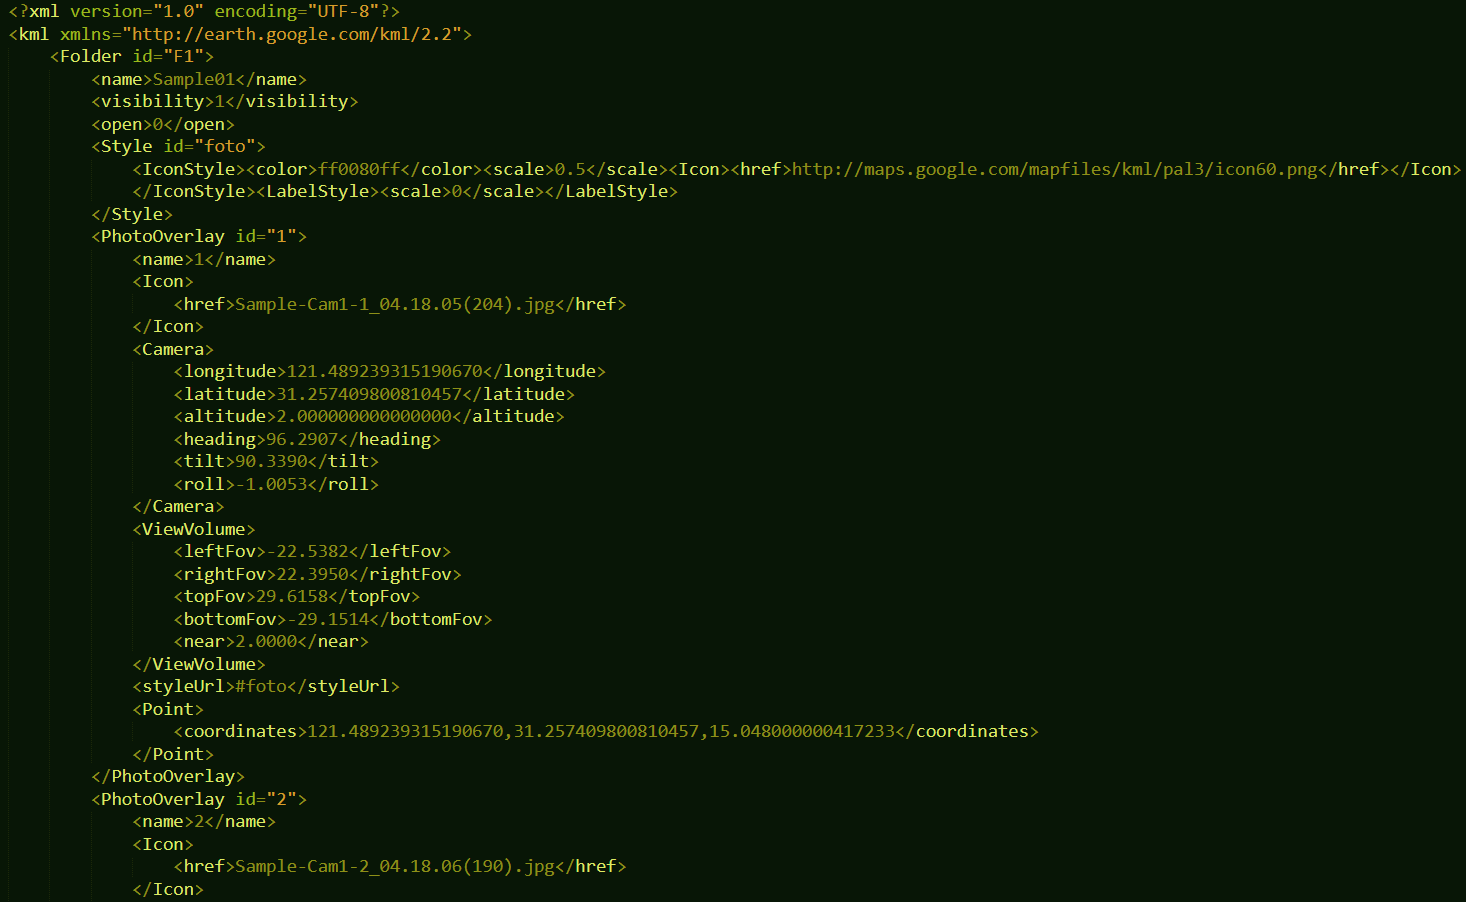 <?xml version="1.0" encoding="UTF-8"?>
<kml xmlns="http://earth.google.com/kml/2.2">
<Folder id="F1">
<name>Sample01</name>
<visibility>1</visibility>
<open>0</open>
<Style id="foto">
<IconStyle><color>ff0080ff</color><scale>0.5</scale><Icon><href>http://maps.google.com/mapfiles/kml/pal3/icon60.png</href></Icon>
</IconStyle><LabelStyle><scale>0</scale></LabelStyle>
</Style>
<PhotoOverlay id="1">
<name>1</name>
<Icon>
<href>Sample-Cam1-1_04.18.05(204).jpg</href>
</Icon>
<Camera>
<longitude>121.489239315190670</longitude>
<latitude>31.257409800810457</latitude>
<altitude>2.000000000000000</altitude>
<heading>96.2907</heading>
<tilt>90.3390</tilt>
<roll>-1.0053</roll>
</Camera>
<ViewVolume>
<leftFov>-22.5382</leftFov>
<rightFov>22.3950</rightFov>
<topFov>29.6158</topFov>
<bottomFov>-29.1514</bottomFov>
<near>2.0000</near>
</ViewVolume>
<styleUrl>#foto</styleUrl>
<Point>
<coordinates>121.489239315190670,31.257409800810457,15.048000000417233</coordinates>
</Point>
</PhotoOverlay>
<PhotoOverlay id="2">
<name>2</name>
<Icon>
<href>Sample-Cam1-2_04.18.06(190).jpg</href>
</Icon>